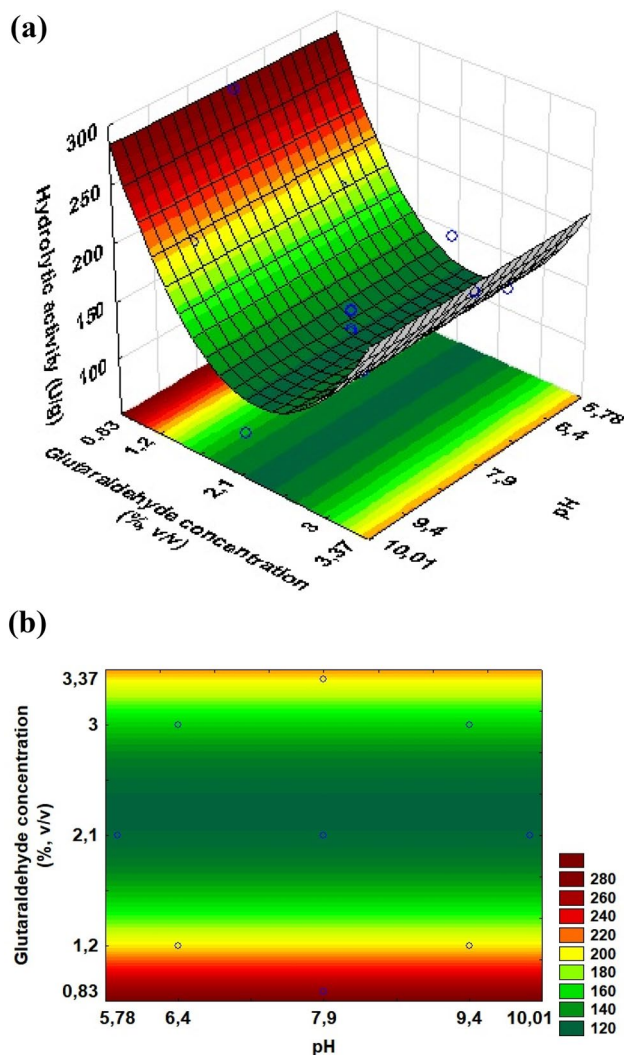 (a)
300
250
200
150
100
Hydrolytic activity (U/g)
0,83
1,2
2,1
3
3,37
Glutaraldehyde concentration
(%, v/v)
5,78
6,4
7,9
9,4
10,01
pH
(b)
3,37
3
2,1
1,2
0,83
Glutaraldehyde concentration
(%, v/v)
5,78 6,4 7,9 9,4 10,01
pH
280
260
240
220
200
180
160
140
120